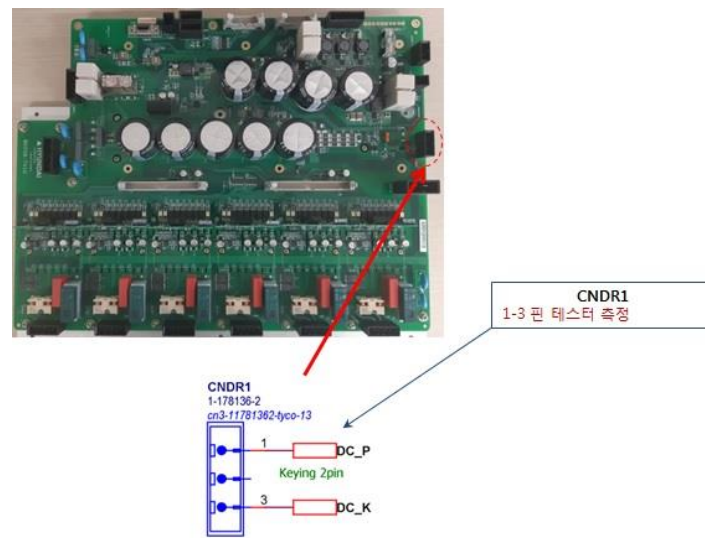 HYUNDAI
CNDR1
1-3 핀 테스터 측정
CNDR1
1-178136-2
cn3-11781362-tyco-13
1
DC_P
Keying 2pin
3
DC_K